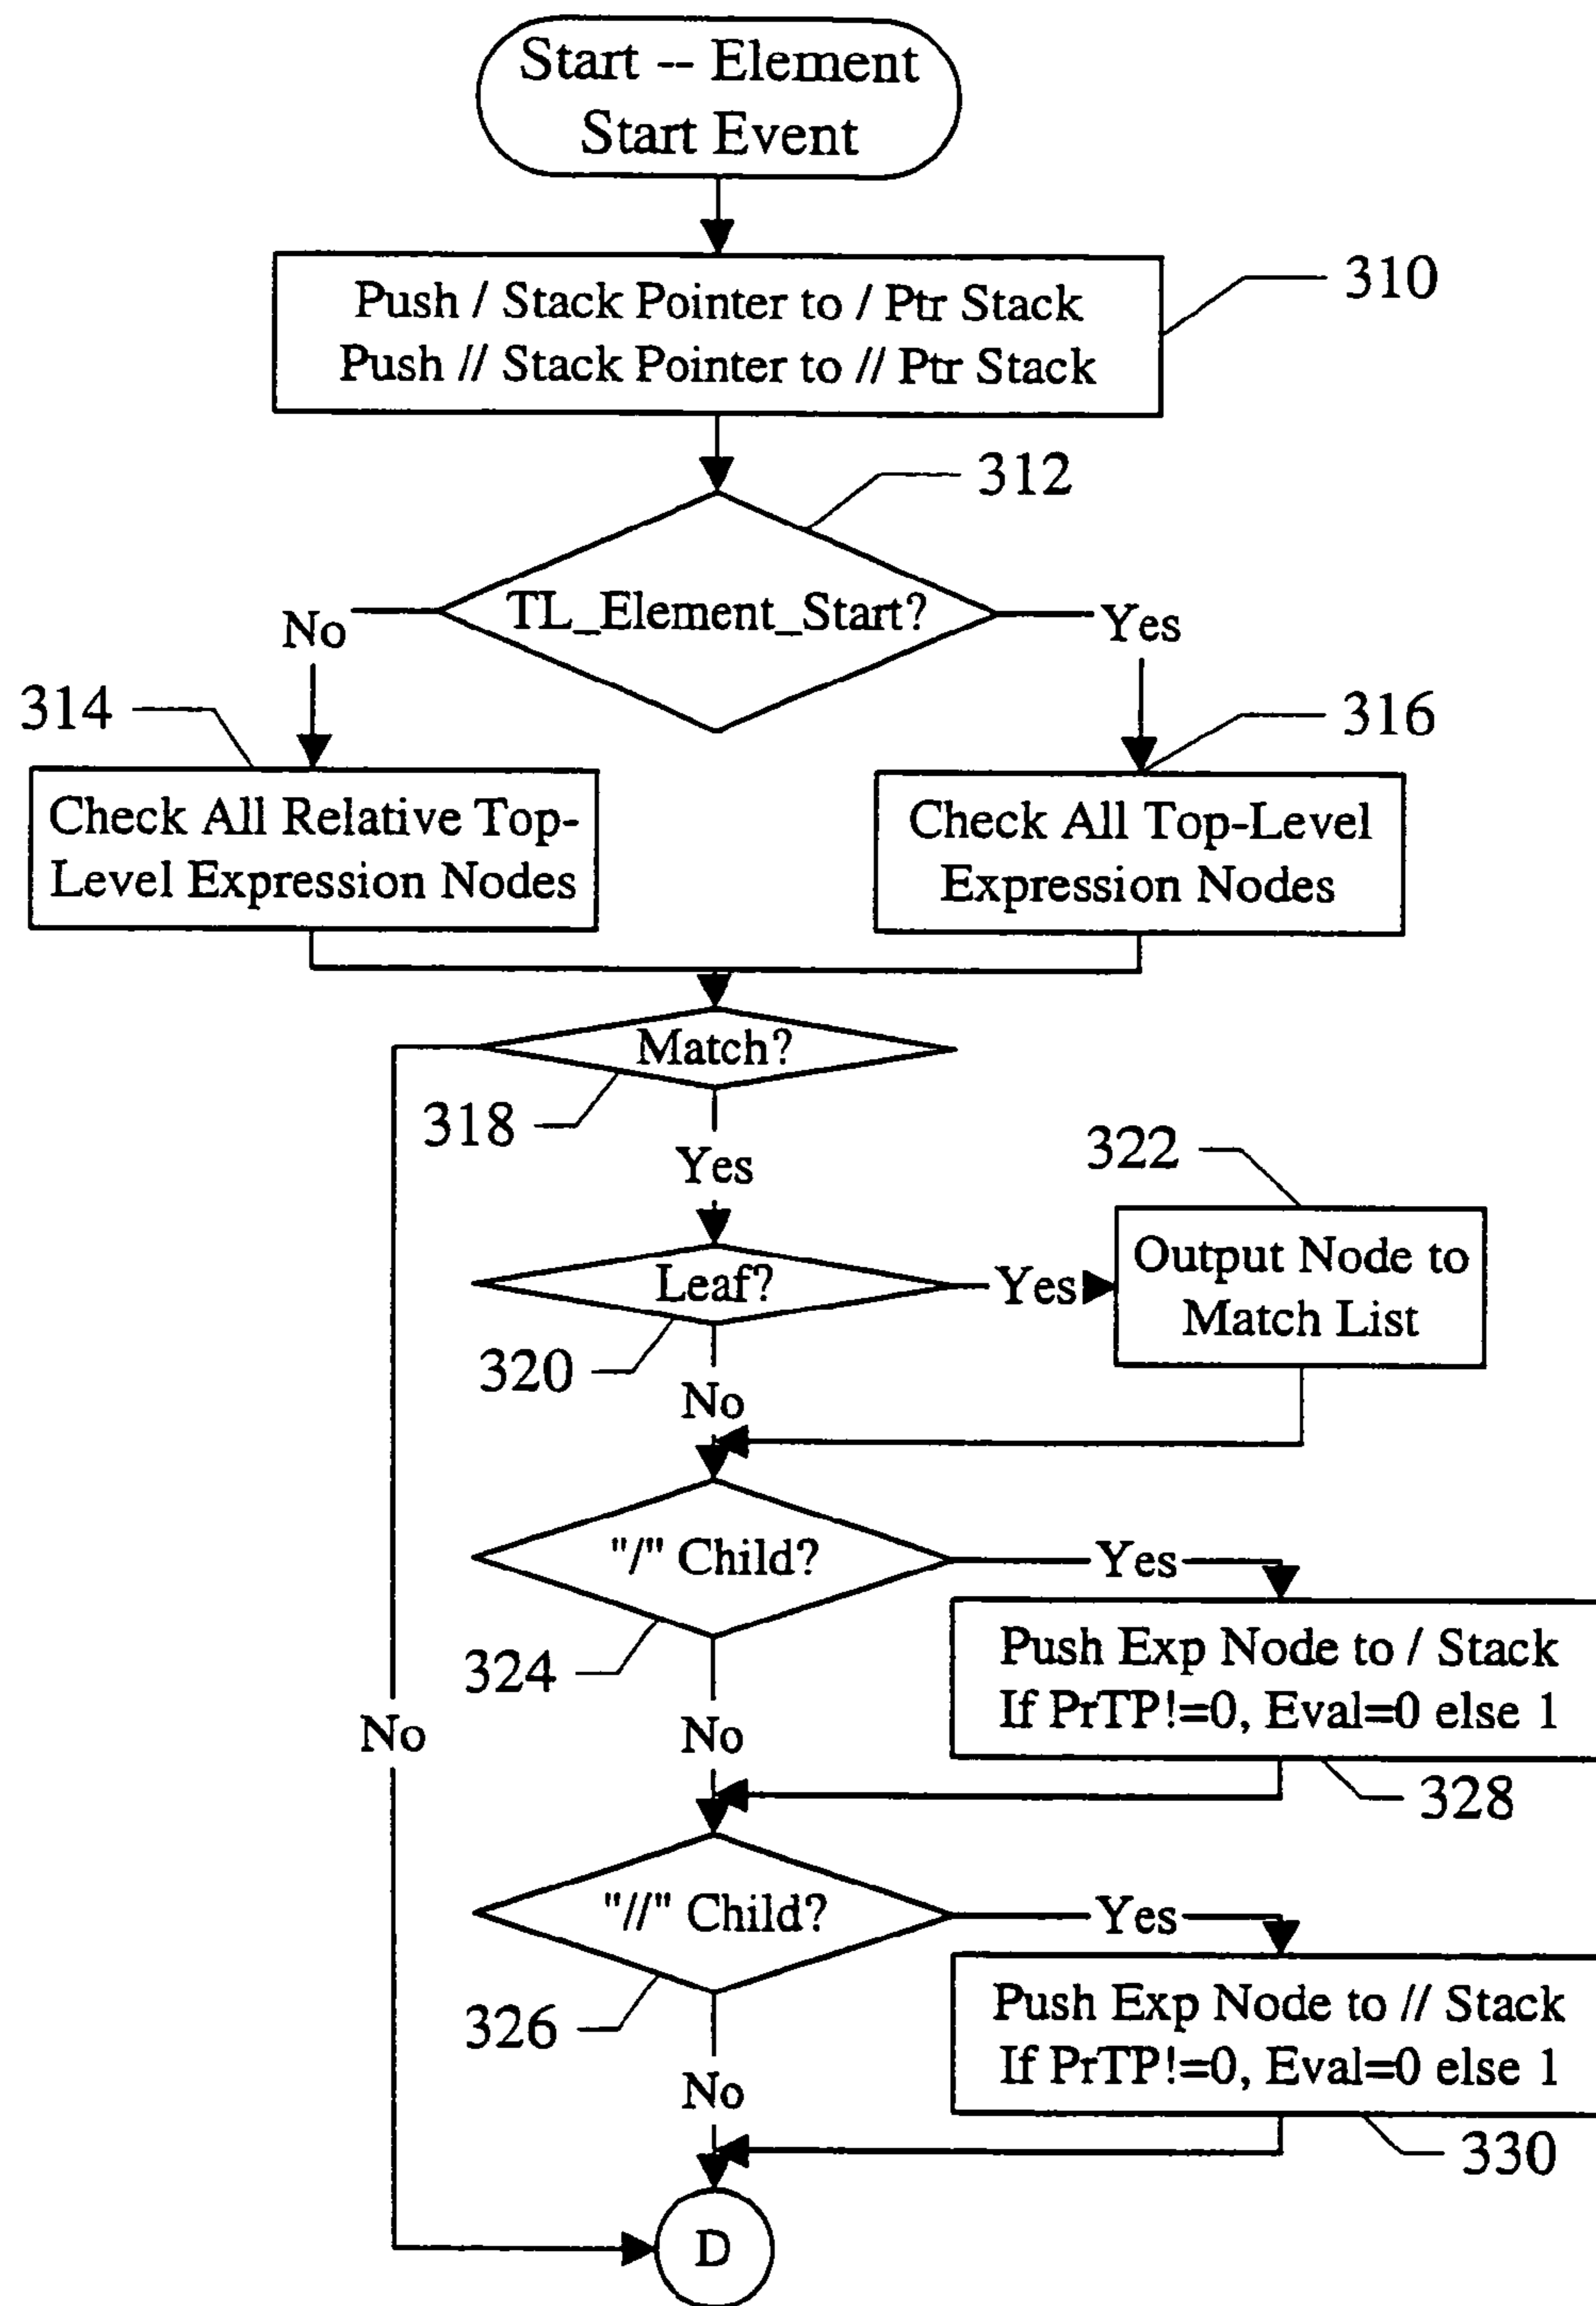 Start -- Element
Start Event
Push / Stack Pointer to / Ptr Stack
Push // Stack Pointer to // Ptr Stack
310
312
TL_Element_Start?
No
Yes
314
316
Check All Relative Top-
Level Expression Nodes
Check All Top-Level
Expression Nodes
Match?
318
Yes
322
Leaf?
Yes
Output Node to
Match List
320
No
"/" Child?
Yes
324
Push Exp Node to / Stack
If PrTP!=0, Eval=0 else 1
No
No
328
"//" Child?
Yes
326
Push Exp Node to // Stack
If PrTP!=0, Eval=0 else 1
No
330
D